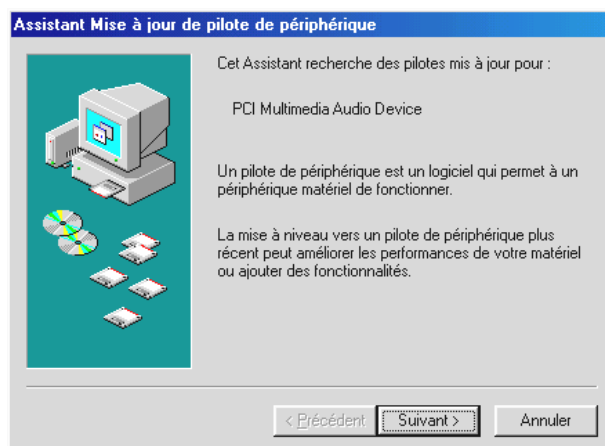 Assistant Mise à jour de pilote de périphérique
Cet Assistant recherche des pilotes mis à jour pour :
PCI Multimedia Audio Device
Un pilote de périphérique est un logiciel qui permet à un
périphérique matériel de fonctionner.
La mise à niveau vers un pilote de périphérique plus
récent peut améliorer les performances de votre matériel
ou ajouter des fonctionnalités.
< Précédent
Suivant >
Annuler